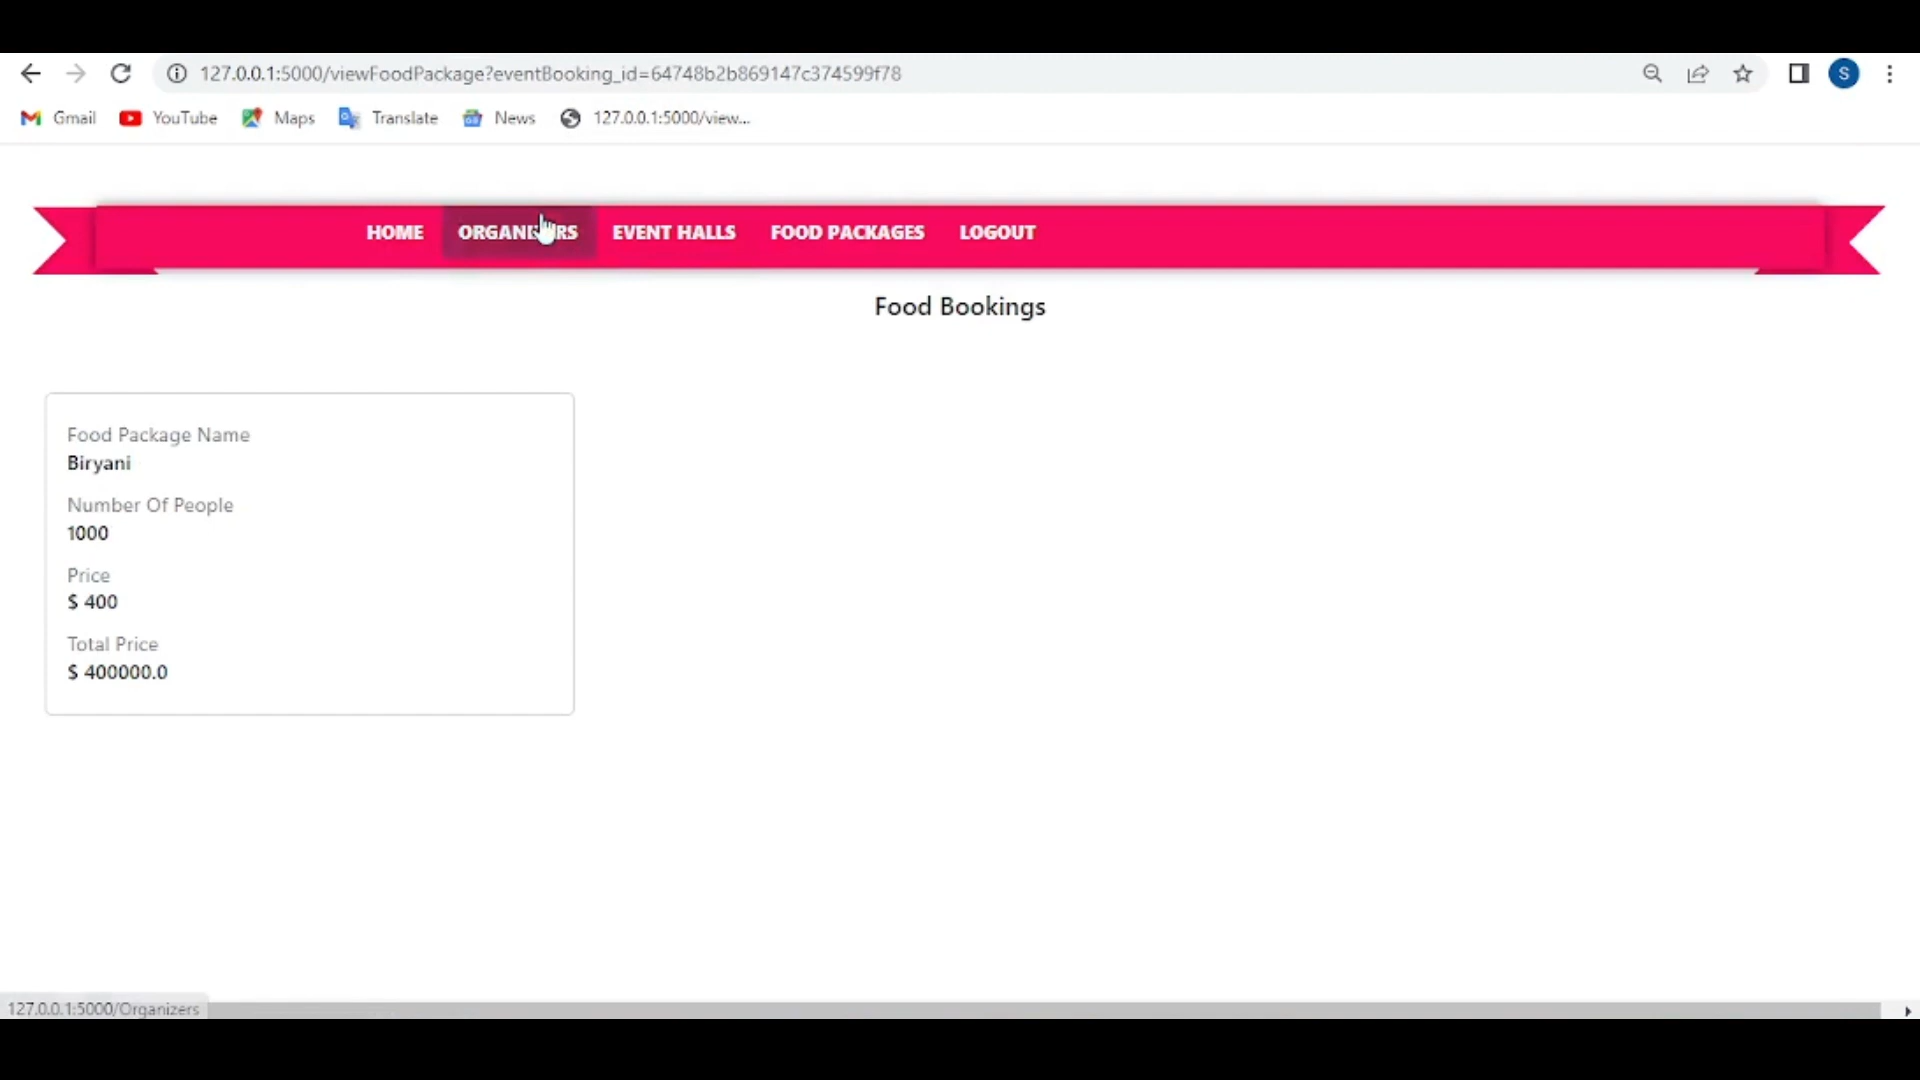 127.0.0.1:5000/viewFoodPackage?eventBooking_id=64748b2b869147c374599f78
S
Gmail YouTube Maps Translate News 127.0.0.1:5000/view...
HOME ORGANIZERS EVENT HALLS FOOD PACKAGES LOGOUT
Food Bookings
Food Package Name
Biryani
Number Of People
1000
Price
$ 400
Total Price
$ 400000.0
127.0.0.1:5000/Organizers